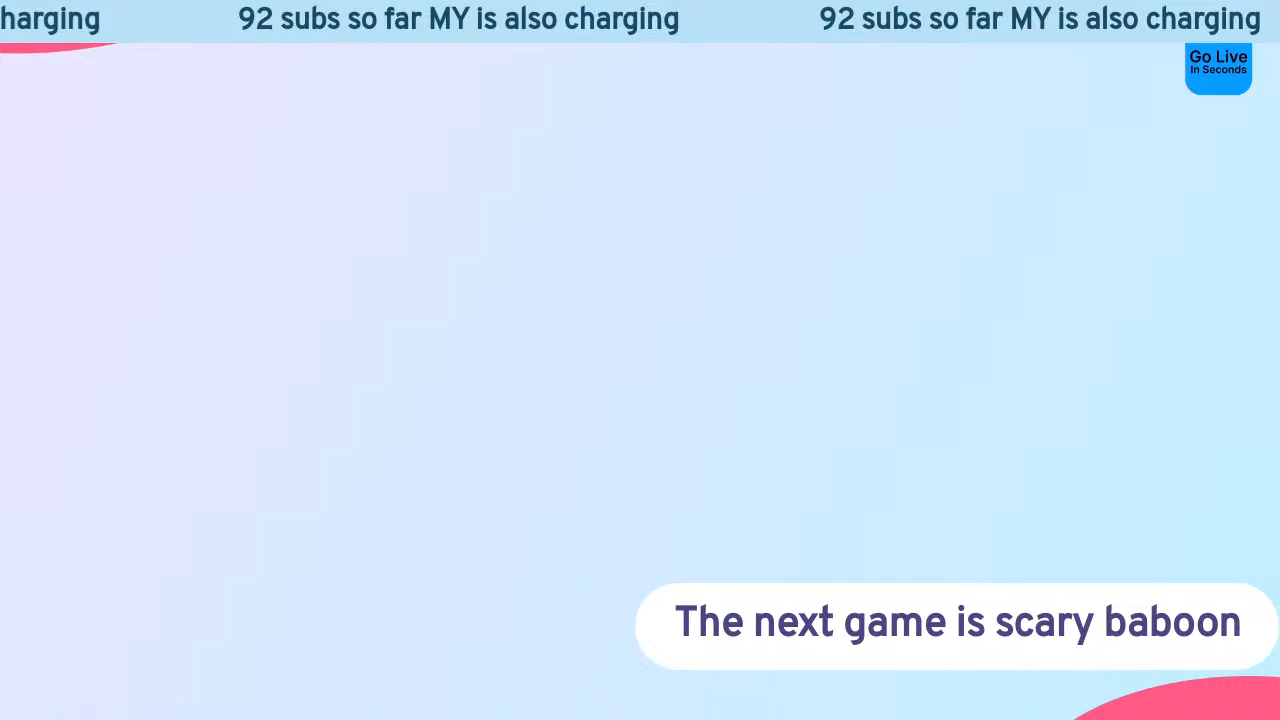 harging 92 subs so far MY is also charging 92 subs so far MY is also charging
Go Live
In Seconds
The next game is scary baboon